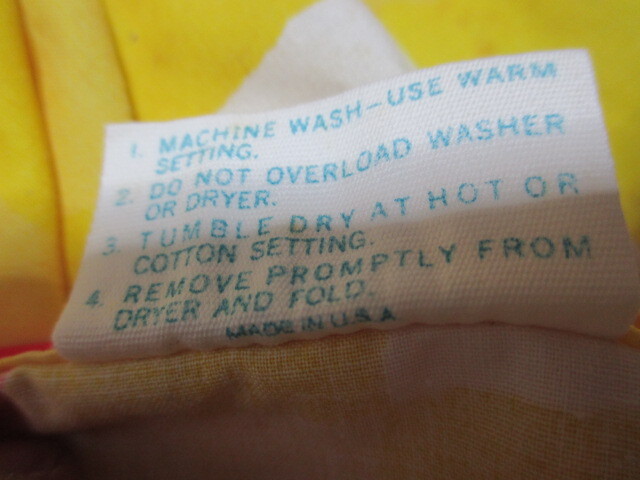 1. MACHINE WASH-USE WARM
SETTING.
2. DO NOT OVERLOAD WASHER
OR DRYER.
3. TUMBLE DRY AT HOT OR
COTTON SETTING.
4. REMOVE PROMPTLY FROM
DRYER AND FOLD.
MADE IN U.S.A